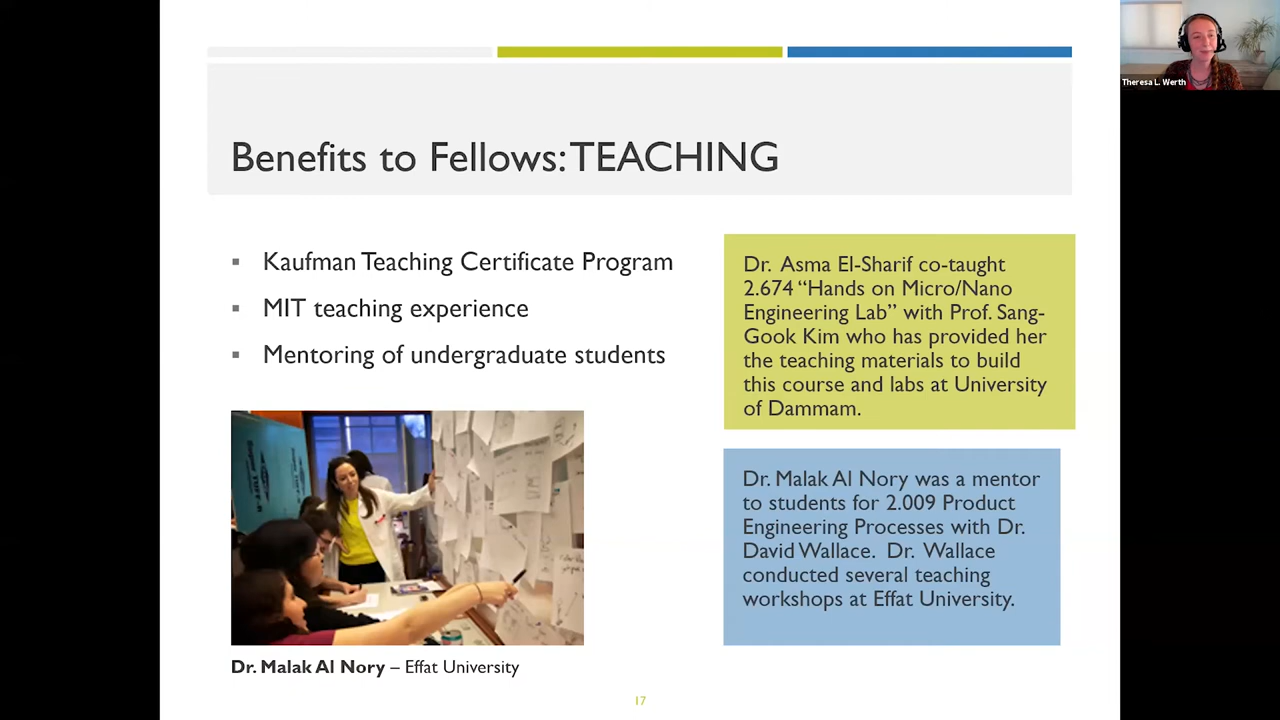 Theresa L. Werth
Benefits to Fellows: TEACHING
▪ Kaufman Teaching Certificate Program
▪ MIT teaching experience
▪ Mentoring of undergraduate students
Dr. Malak Al Nory – Effat University
Dr. Asma El-Sharif co-taught
2.674 “Hands on Micro/Nano
Engineering Lab” with Prof. Sang-
Gook Kim who has provided her
the teaching materials to build
this course and labs at University
of Dammam.
Dr. Malak Al Nory was a mentor
to students for 2.009 Product
Engineering Processes with Dr.
David Wallace. Dr. Wallace
conducted several teaching
workshops at Effat University.
17